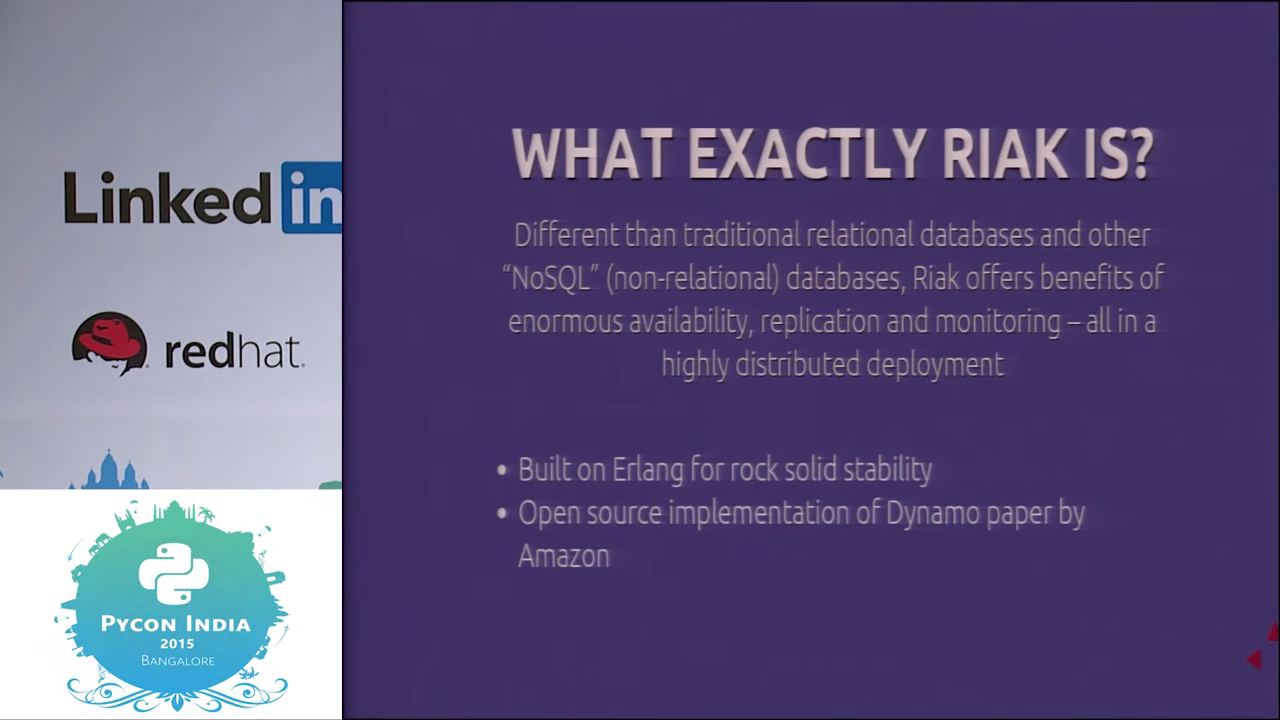 Linkedin
redhat.
PYCON INDIA
2015
BANGALORE
WHAT EXACTLY RIAK IS?
Different than traditional relational databases and other
“NoSQL” (non-relational) databases, Riak offers benefits of
enormous availability, replication and monitoring – all in a
highly distributed deployment
• Built on Erlang for rock solid stability
• Open source implementation of Dynamo paper by
Amazon